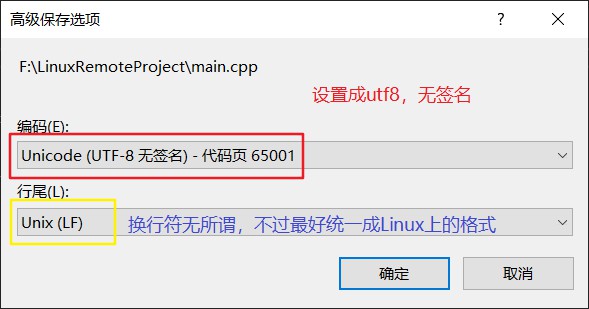 高级保存选项
F:\LinuxRemoteProject\main.cpp
设置成utf8，无签名
编码(E):
Unicode (UTF-8 无签名) - 代码页 65001
行尾(L):
Unix (LF)
换行符无所谓，不过最好统一成Linux上的格式
确定
取消